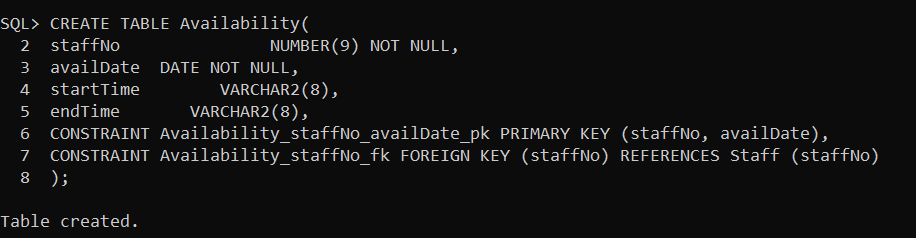 SQL> CREATE TABLE Availability(
  2  staffNo               NUMBER(9) NOT NULL,
  3  availDate  DATE NOT NULL,
  4  startTime        VARCHAR2(8),
  5  endTime       VARCHAR2(8),
  6  CONSTRAINT Availability_staffNo_availDate_pk PRIMARY KEY (staffNo, availDate),
  7  CONSTRAINT Availability_staffNo_fk FOREIGN KEY (staffNo) REFERENCES Staff (staffNo)
  8  );
Table created.